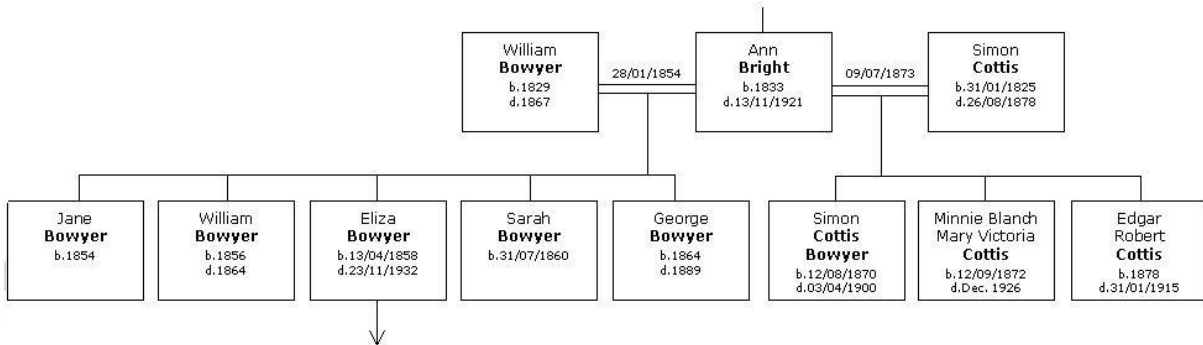 William
Bowyer
b.1829
d.1867
28/01/1854
Ann
Bright
b.1833
d.13/11/1921
09/07/1873
Simon
Cottis
b.31/01/1825
d.26/08/1878
Jane
Bowyer
b.1854
William
Bowyer
b.1856
d.1864
Eliza
Bowyer
b.13/04/1858
d.23/11/1932
Sarah
Bowyer
b.31/07/1860
George
Bowyer
b.1864
d.1889
Simon
Cottis
Bowyer
b.12/08/1870
d.03/04/1900
Minnie Blanch
Mary Victoria
Cottis
b.12/09/1872
d.Dec. 1926
Edgar
Robert
Cottis
b.1878
d.31/01/1915